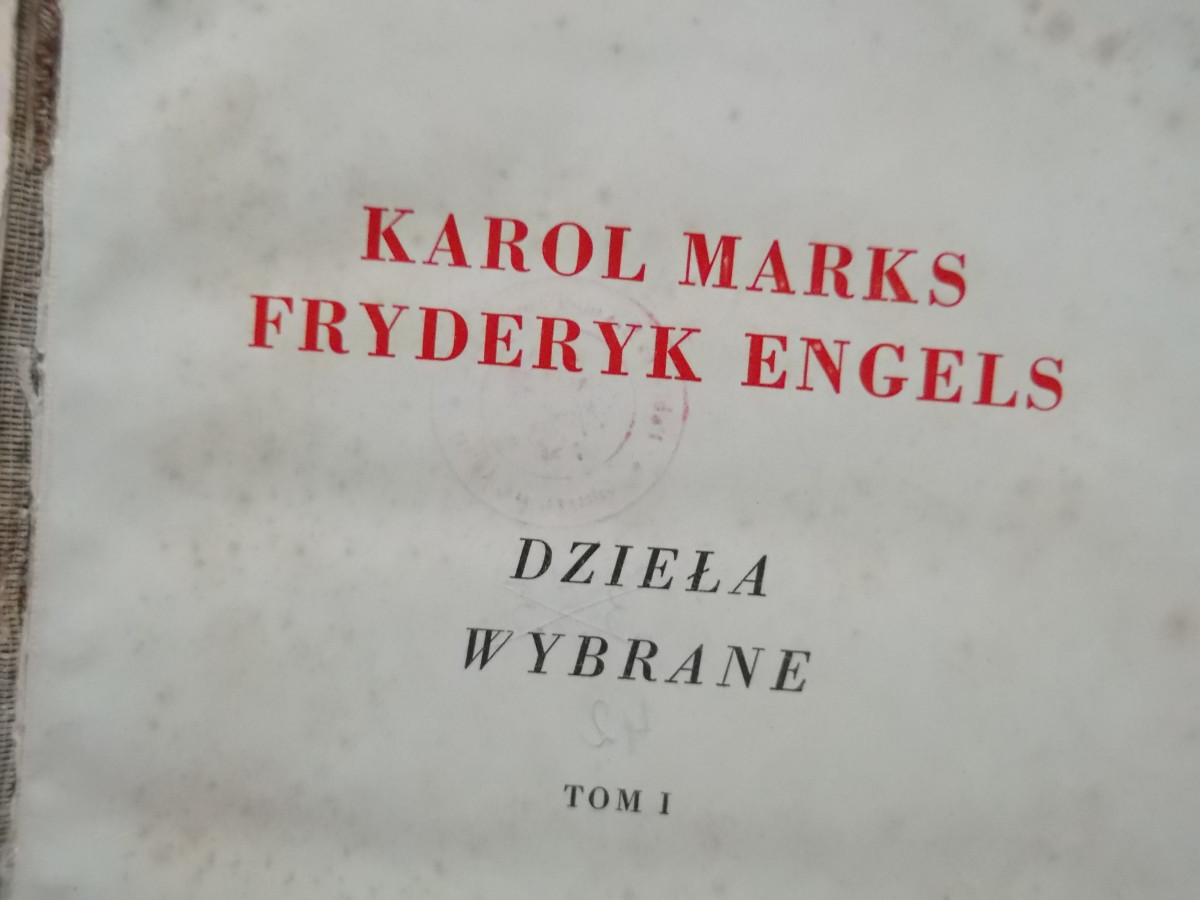 KAROL MARKS
FRYDERYK ENGELS
DZIEŁA
WYBRANE
TOM I